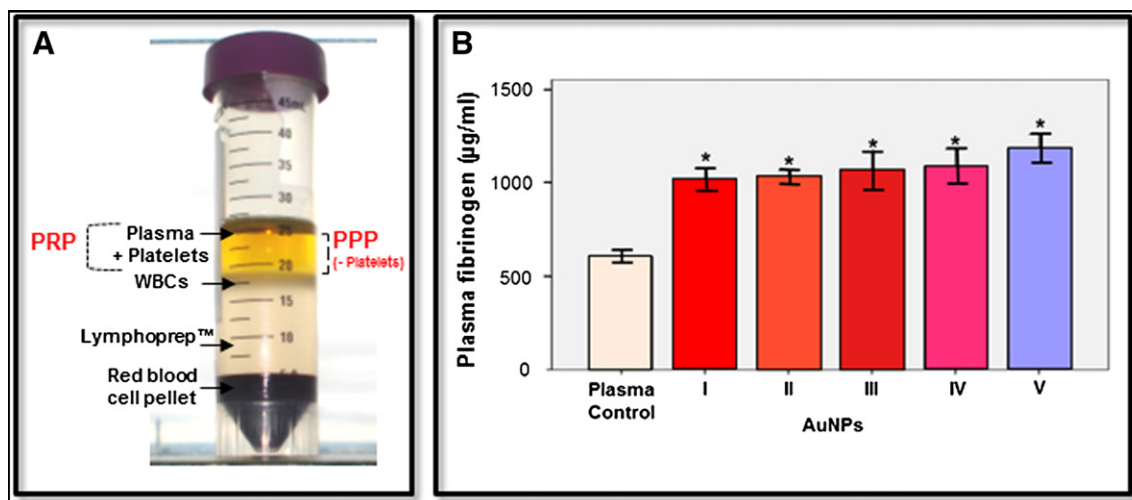 A
45ml
40
35
30
25
20
15
10
PRP
Plasma
+ Platelets
PPP
(- Platelets)
WBCs
Lymphoprep™
Red blood
cell pellet
B
Plasma fibrinogen (µg/ml)
1500
1000
500
0
*
*
*
*
*
Plasma
Control
I
II
III
IV
V
AuNPs